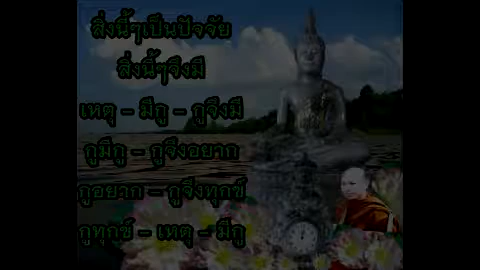 สิ่งนี้ๆเป็นปัจจัย
สิ่งนี้ๆจึงมี
เหตุ - มีกู - กูจึงมี
กูมีกู - กูจึงอยาก
กูอยาก - กูจึงทุกข์
กูทุกข์ - เหตุ - มีกู